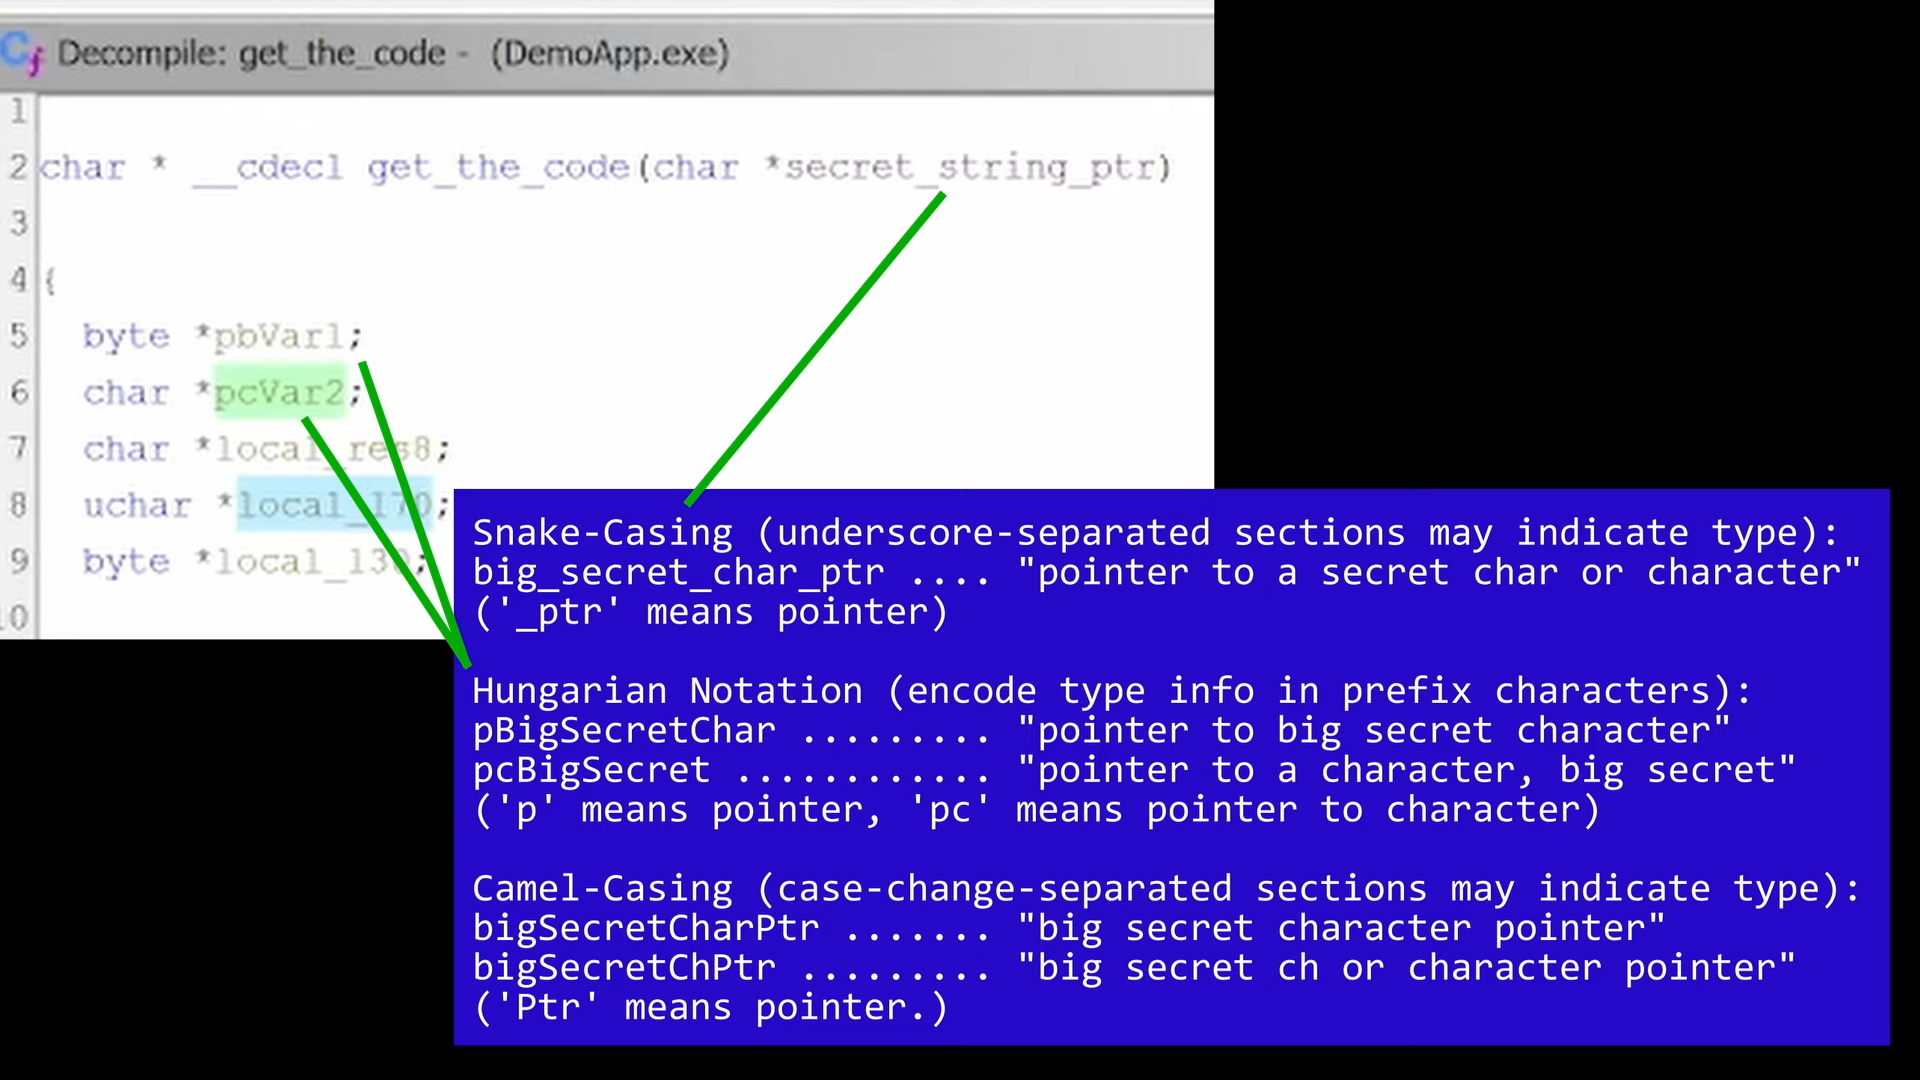 Decompile: get_the_code - (DemoApp.exe)
1
2 char * __cdecl get_the_code(char *secret_string_ptr)
3
4 {
5 byte *pbVar1;
6 char *pcVar2;
7 char *local_res8;
8 uchar *local_170;
9 byte *local_130;
10
Snake-Casing (underscore-separated sections may indicate type):
big_secret_char_ptr .... "pointer to a secret char or character"
('_ptr' means pointer)
Hungarian Notation (encode type info in prefix characters):
pBigSecretChar ......... "pointer to big secret character"
pcBigSecret ............ "pointer to a character, big secret"
('p' means pointer, 'pc' means pointer to character)
Camel-Casing (case-change-separated sections may indicate type):
bigSecretCharPtr ....... "big secret character pointer"
bigSecretChPtr ......... "big secret ch or character pointer"
('Ptr' means pointer.)